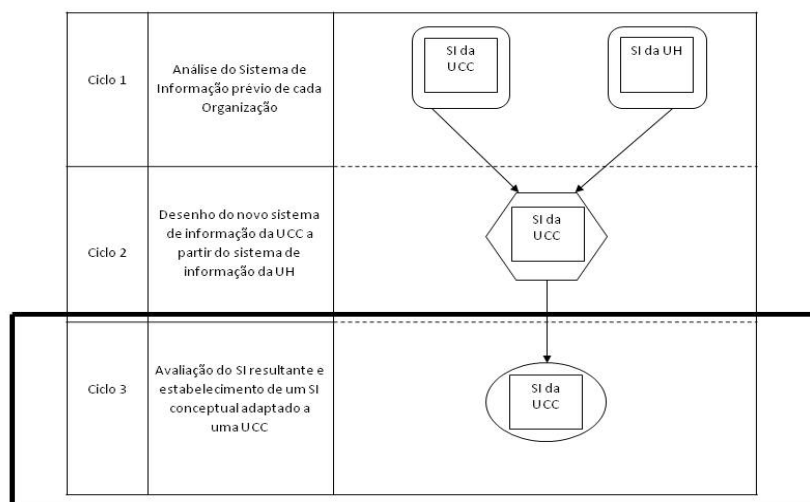 Ciclo 1
Análise do Sistema de
Informação prévio de cada
Organização
SI da
UCC
SI da UH
Ciclo 2
Desenho do novo sistema
de informação da UCC a
partir do sistema de
informação da UH
SI da
UCC
Ciclo 3
Avaliação do SI resultante e
estabelecimento de um SI
conceptual adaptado a
uma UCC
SI da
UCC